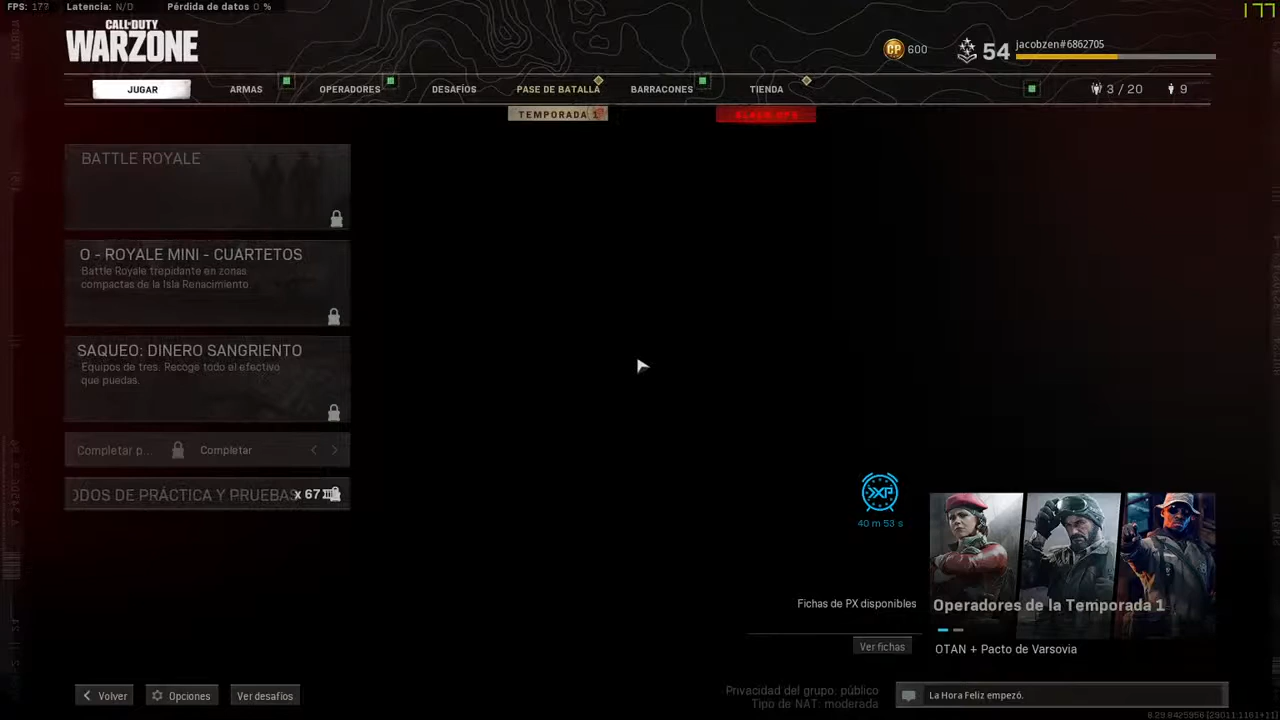 FPS: 177 Latencia: N/D Pérdida de datos 0 %
177
CALL·DUTY
WARZONE
CP 600
54
jacobzen#6862705
JUGAR
ARMAS
OPERADORES
DESAFÍOS
PASE DE BATALLA
BARRACONES
TIENDA
3 / 20
9
TEMPORADA 1
BATTLE ROYALE
O - ROYALE MINI - CUARTETOS
Battle Royale trepidante en zonas
compactas de la Isla Renacimiento.
SAQUEO: DINERO SANGRIENTO
Equipos de tres. Recoge todo el efectivo
que puedas.
Completar p... Completar
ODOS DE PRÁCTICA Y PRUEBAS x 671
XP
40 m 53 s
Fichas de PX disponibles
Ver fichas
Operadores de la Temporada 1
OTAN + Pacto de Varsovia
Volver
Opciones
Ver desafíos
Privacidad del grupo: público
Tipo de NAT: moderada
La Hora Feliz empezó.